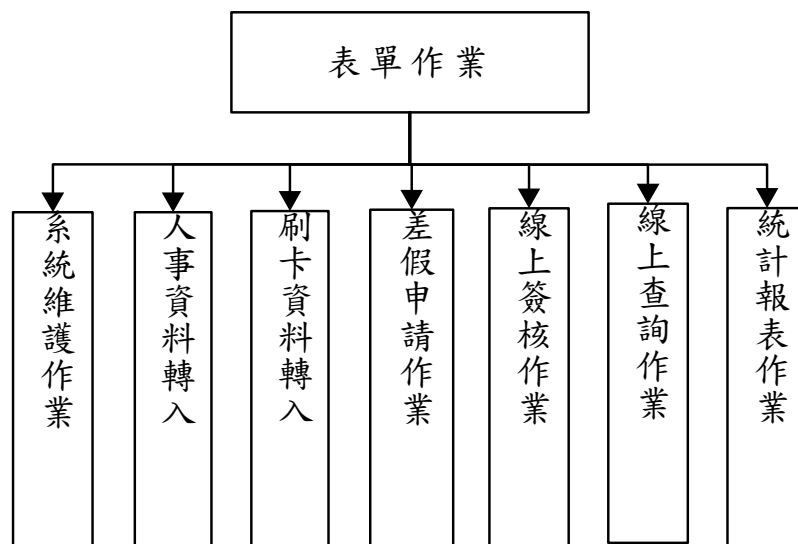 表單作業
系統維護作業
人事資料轉入
刷卡資料轉入
差假申請作業
線上簽核作業
線上查詢作業
統計報表作業